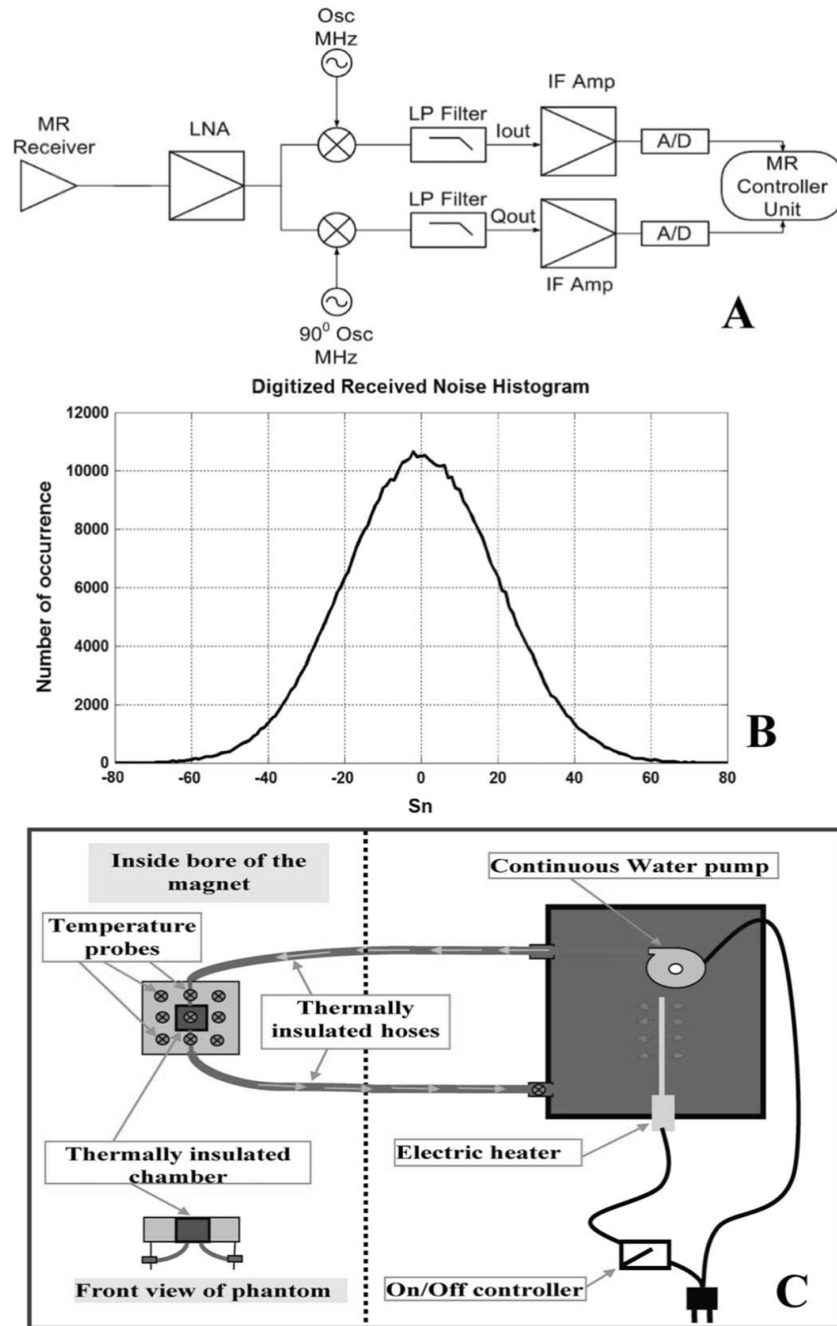 Osc
MHz
MR
Receiver
LNA
LP Filter
Iout
IF Amp
A/D
MR
Controller
Unit
LP Filter
Qout
A/D
IF Amp
90⁰ Osc
MHz
A
Digitized Received Noise Histogram
Number of occurrence
12000
10000
8000
6000
4000
2000
0
-80
-60
-40
-20
0
20
40
60
80
Sn
B
Inside bore of the
magnet
Continuous Water pump
Temperature
probes
Thermally
insulated hoses
Thermally insulated
chamber
Electric heater
Front view of phantom
On/Off controller
C